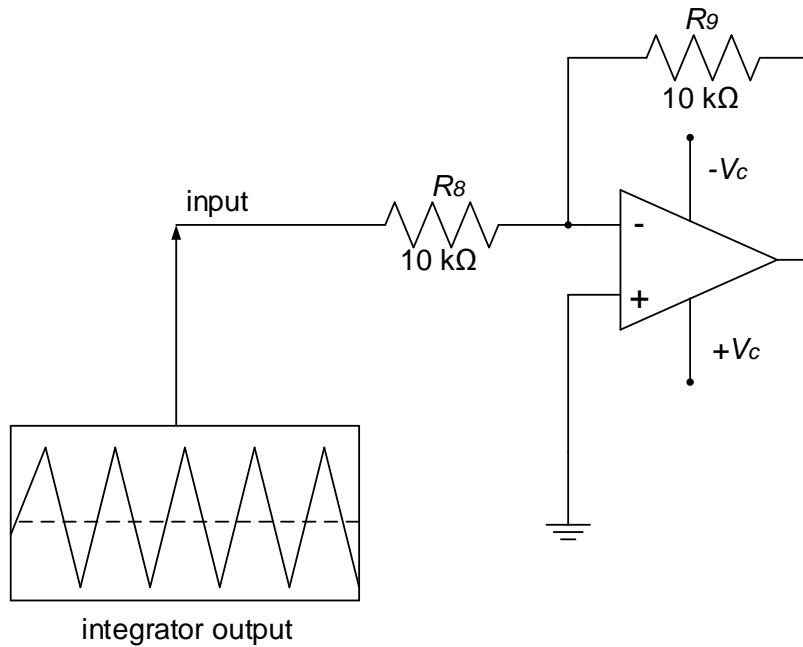 R9
10 kΩ
-Vc
R8
input
10 kΩ
-
+
+Vc
integrator output